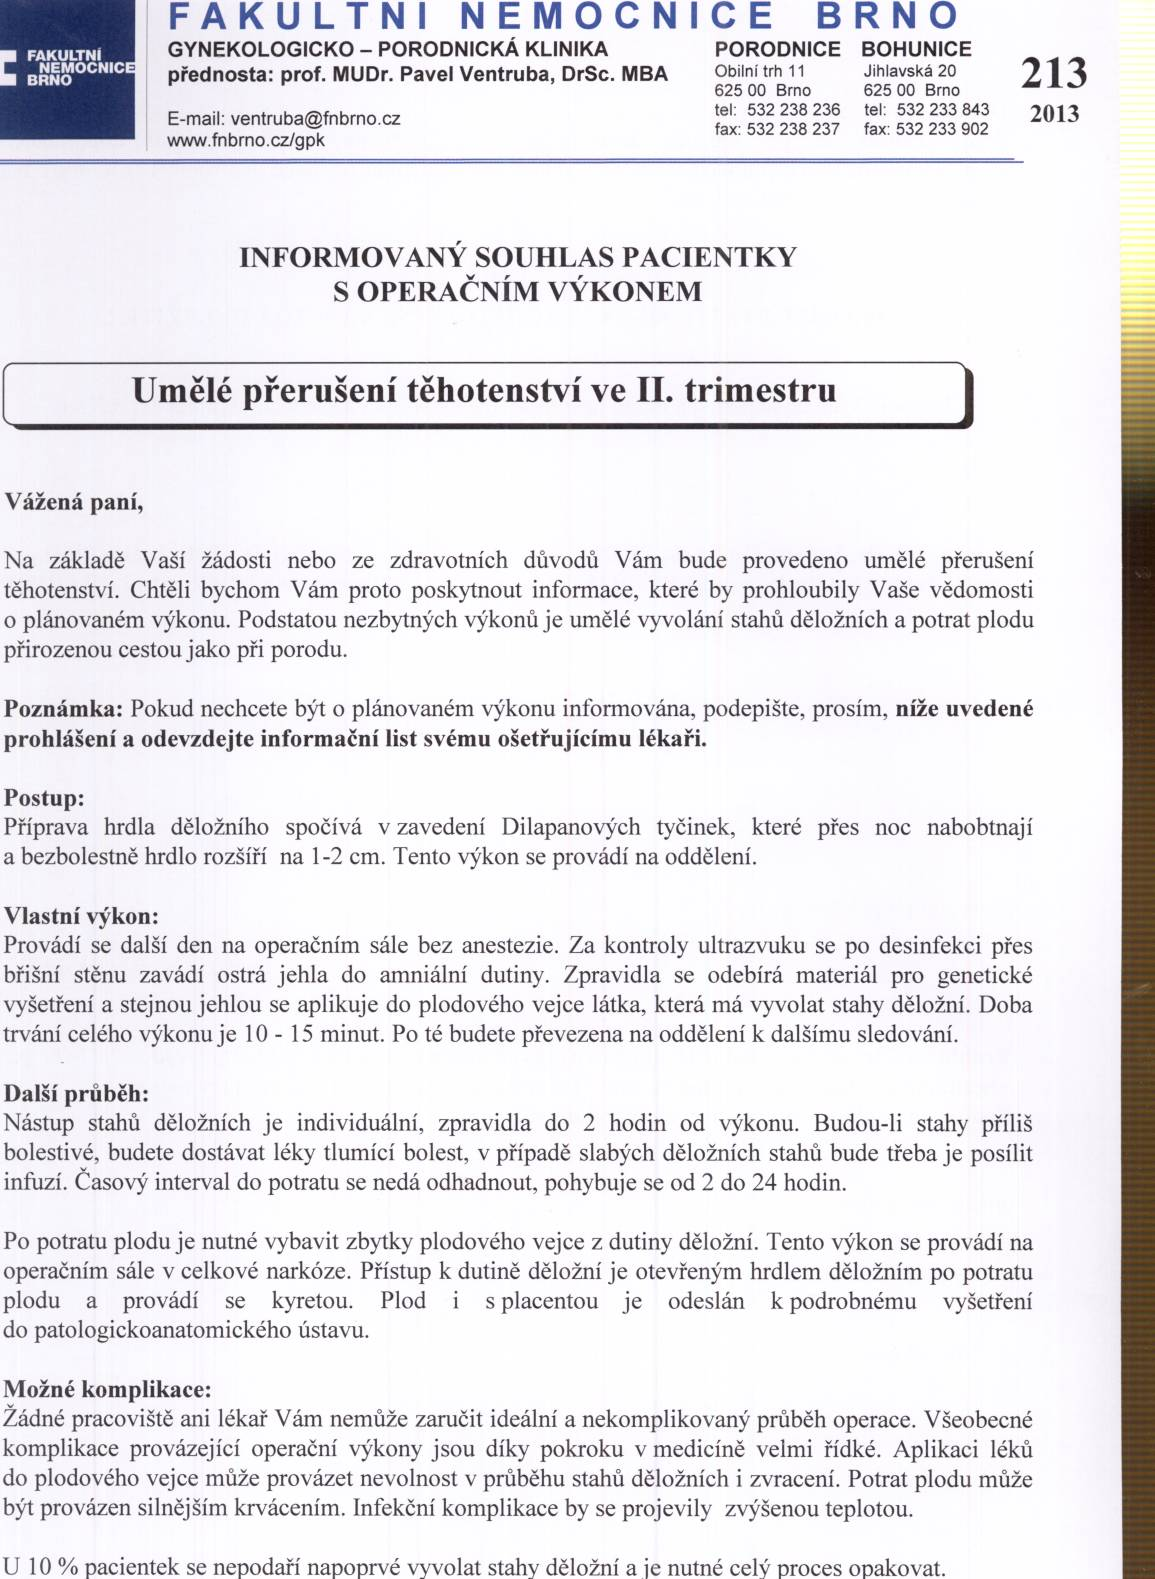 FAKULTNÍ NEMOCNICE BRNO
FAKULTNÍ
NEMOCNICE
BRNO
GYNEKOLOGICKO – PORODNICKÁ KLINIKA
přednosta: prof. MUDr. Pavel Ventruba, DrSc. MBA
E-mail: ventruba@fnbrno.cz
www.fnbrno.cz/gpk
PORODNICE
Obilní trh 11
625 00 Brno
tel: 532 238 236
fax: 532 238 237
BOHUNICE
Jihlavská 20
625 00 Brno
tel: 532 233 843
fax: 532 233 902
213
2013
INFORMOVANÝ SOUHLAS PACIENTKY
S OPERAČNÍM VÝKONEM
Umělé přerušení těhotenství ve II. trimestru
Vážená paní,
Na základě Vaší žádosti nebo ze zdravotních důvodů Vám bude provedeno umělé přerušení
těhotenství. Chtěli bychom Vám proto poskytnout informace, které by prohloubily Vaše vědomosti
o plánovaném výkonu. Podstatou nezbytných výkonů je umělé vyvolání stahů děložních a potrat plodu
přirozenou cestou jako při porodu.
Poznámka: Pokud nechcete být o plánovaném výkonu informována, podepište, prosím, níže uvedené
prohlášení a odevzdejte informační list svému ošetřujícímu lékaři.
Postup:
Příprava hrdla děložního spočívá v zavedení Dilapanových tyčinek, které přes noc nabobtnají
a bezbolestně hrdlo rozšíří na 1-2 cm. Tento výkon se provádí na oddělení.
Vlastní výkon:
Provádí se další den na operačním sále bez anestezie. Za kontroly ultrazvuku se po desinfekci přes
břišní stěnu zavádí ostrá jehla do amniální dutiny. Zpravidla se odebírá materiál pro genetické
vyšetření a stejnou jehlou se aplikuje do plodového vejce látka, která má vyvolat stahy děložní. Doba
trvání celého výkonu je 10 - 15 minut. Po té budete převezena na oddělení k dalšímu sledování.
Další průběh:
Nástup stahů děložních je individuální, zpravidla do 2 hodin od výkonu. Budou-li stahy příliš
bolestivé, budete dostávat léky tlumící bolest, v případě slabých děložních stahů bude třeba je posílit
infuzí. Časový interval do potratu se nedá odhadnout, pohybuje se od 2 do 24 hodin.
Po potratu plodu je nutné vybavit zbytky plodového vejce z dutiny děložní. Tento výkon se provádí na
operačním sále v celkové narkóze. Přístup k dutině děložní je otevřeným hrdlem děložním po potratu
plodu a provádí se kyretou. Plod i s placentou je odeslán k podrobnému vyšetření
do patologickoanatomického ústavu.
Možné komplikace:
Žádné pracoviště ani lékař Vám nemůže zaručit ideální a nekomplikovaný průběh operace. Všeobecné
komplikace provázející operační výkony jsou díky pokroku v medicíně velmi řídké. Aplikaci léků
do plodového vejce může provázet nevolnost v průběhu stahů děložních i zvracení. Potrat plodu může
být provázen silnějším krvácením. Infekční komplikace by se projevily zvýšenou teplotou.
U 10 % pacientek se nepodaří napoprvé vyvolat stahy děložní a je nutné celý proces opakovat.